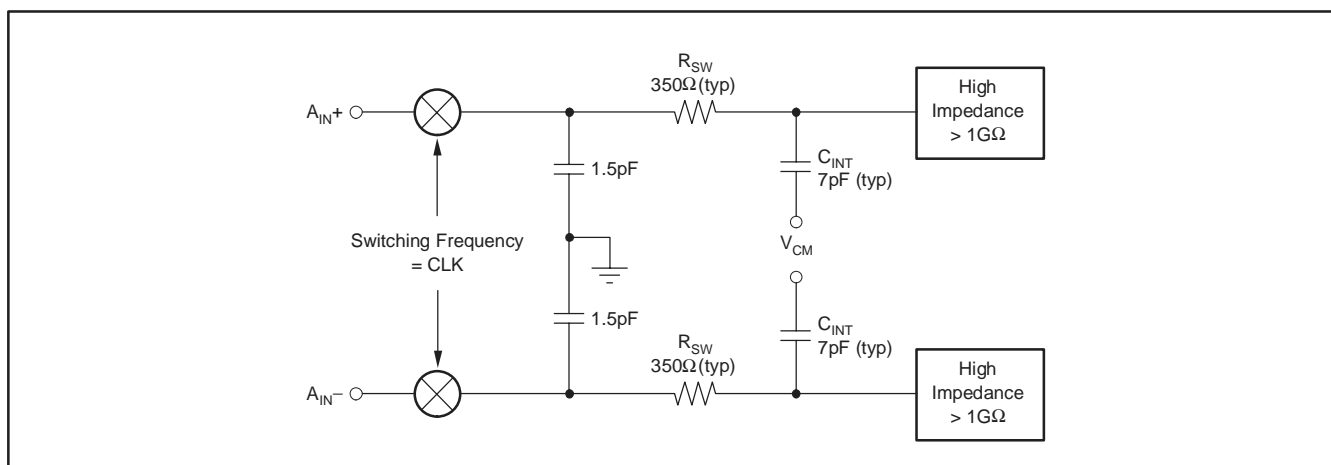 R_SW
350Ω(typ)
High
Impedance
> 1GΩ
A_IN+
C_INT
7pF (typ)
1.5pF
Switching Frequency
= CLK
V_CM
1.5pF
C_INT
7pF (typ)
R_SW
350Ω(typ)
High
Impedance
> 1GΩ
A_IN−